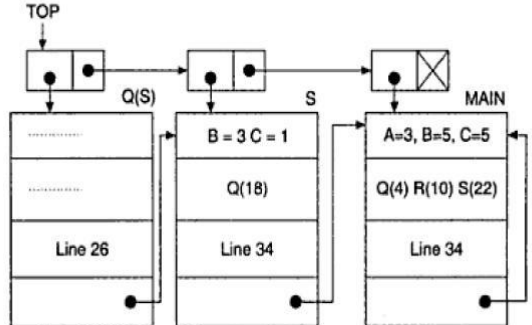 TOP
Q(S) S MAIN
B = 3 C = 1 A=3, B=5, C=5
Q(18) Q(4) R(10) S(22)
Line 26 Line 34 Line 34